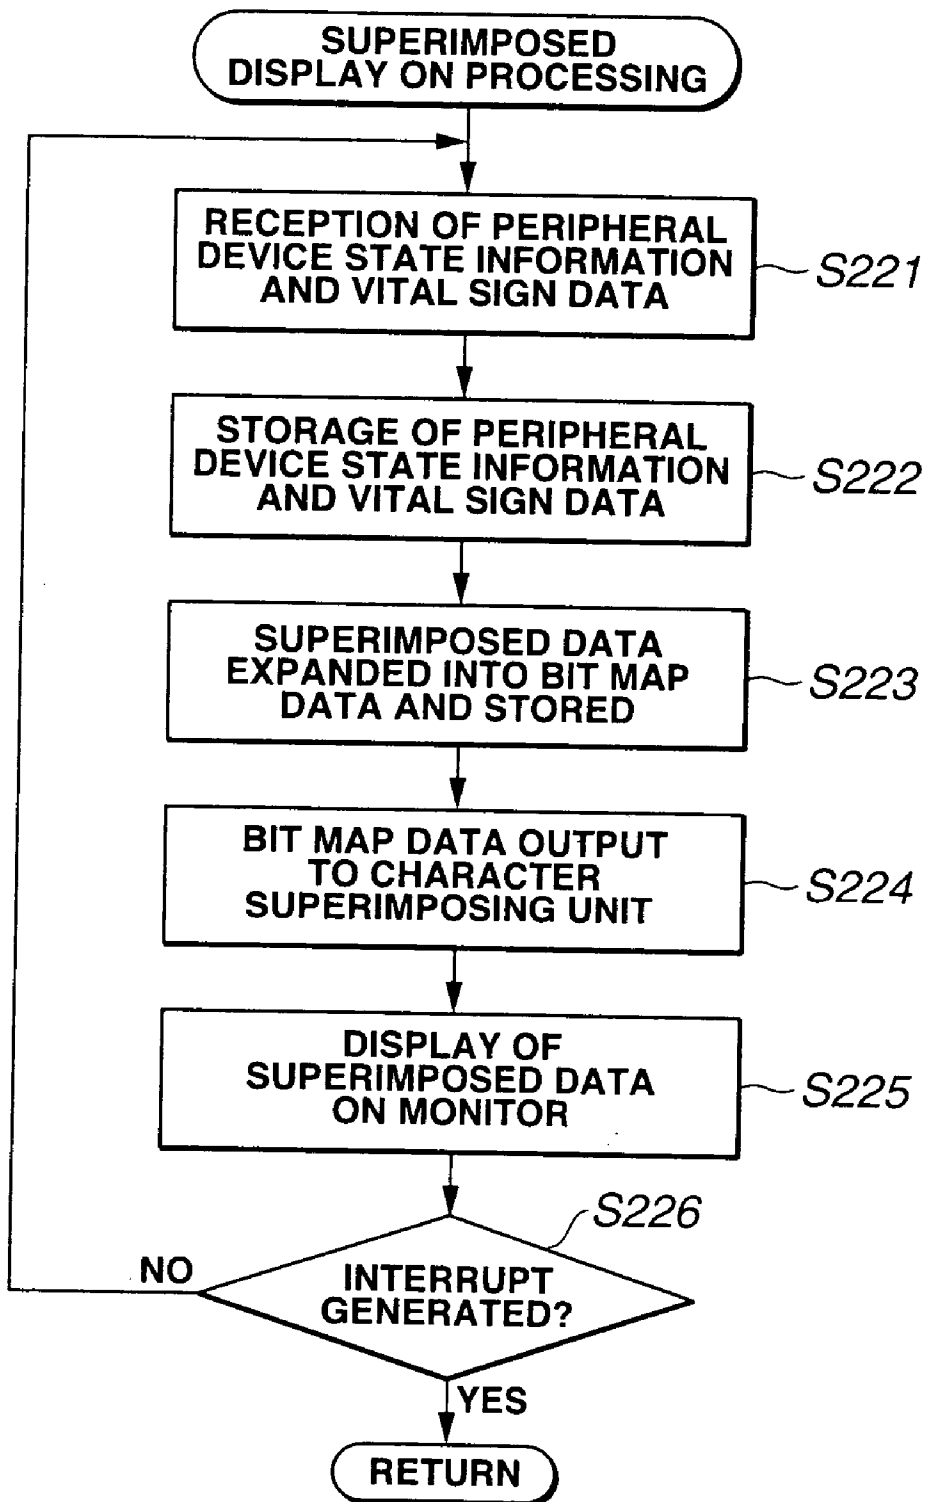 SUPERIMPOSED
DISPLAY ON PROCESSING
RECEPTION OF PERIPHERAL
DEVICE STATE INFORMATION
AND VITAL SIGN DATA
S221
STORAGE OF PERIPHERAL
DEVICE STATE INFORMATION
AND VITAL SIGN DATA
S222
SUPERIMPOSED DATA
EXPANDED INTO BIT MAP
DATA AND STORED
S223
BIT MAP DATA OUTPUT
TO CHARACTER
SUPERIMPOSING UNIT
S224
DISPLAY OF
SUPERIMPOSED DATA
ON MONITOR
S225
S226
NO
INTERRUPT
GENERATED?
YES
RETURN